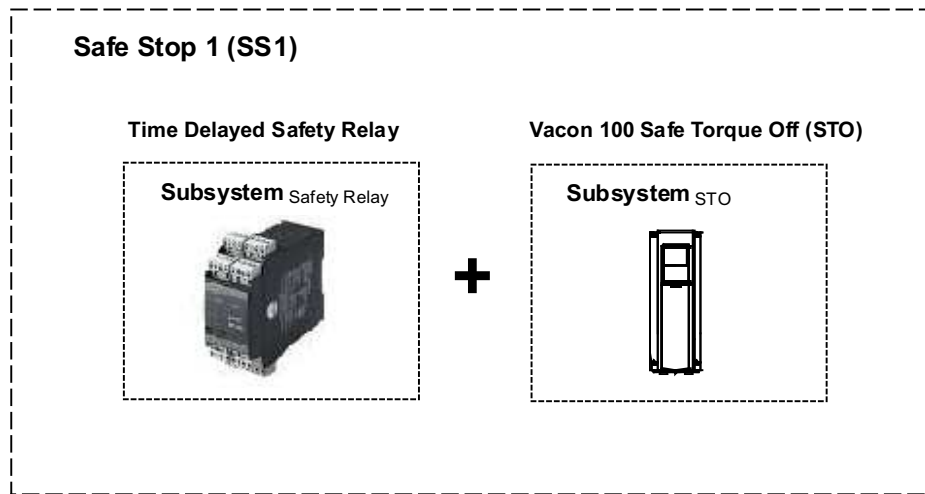 Safe Stop 1 (SS1)
Time Delayed Safety Relay
Vacon 100 Safe Torque Off (STO)
Subsystem Safety Relay
Subsystem STO
+